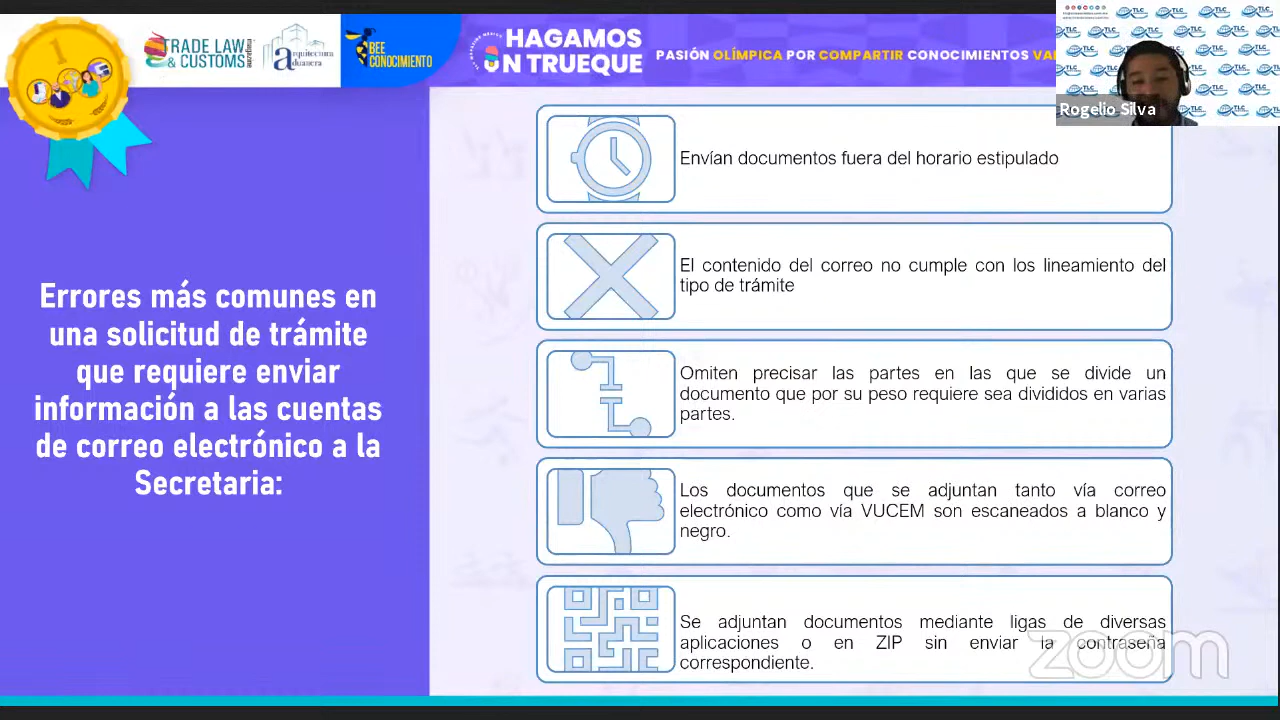 TRADE LAW
& CUSTOMS
arquitectura
aduanera
BEE
CONOCIMIENTO
HAGAMOS
UN TRUEQUE
PASIÓN OLÍMPICA POR COMPARTIR CONOCIMIENTOS
Rogelio Silva
Errores más comunes en
una solicitud de trámite
que requiere enviar
información a las cuentas
de correo electrónico a la
Secretaria:
Envían documentos fuera del horario estipulado
El contenido del correo no cumple con los lineamiento del
tipo de trámite
Omiten precisar las partes en las que se divide un
documento que por su peso requiere sea divididos en varias
partes.
Los documentos que se adjuntan tanto vía correo
electrónico como vía VUCEM son escaneados a blanco y
negro.
Se adjuntan documentos mediante ligas de diversas
aplicaciones o en ZIP sin enviar la contraseña
correspondiente.
zoom